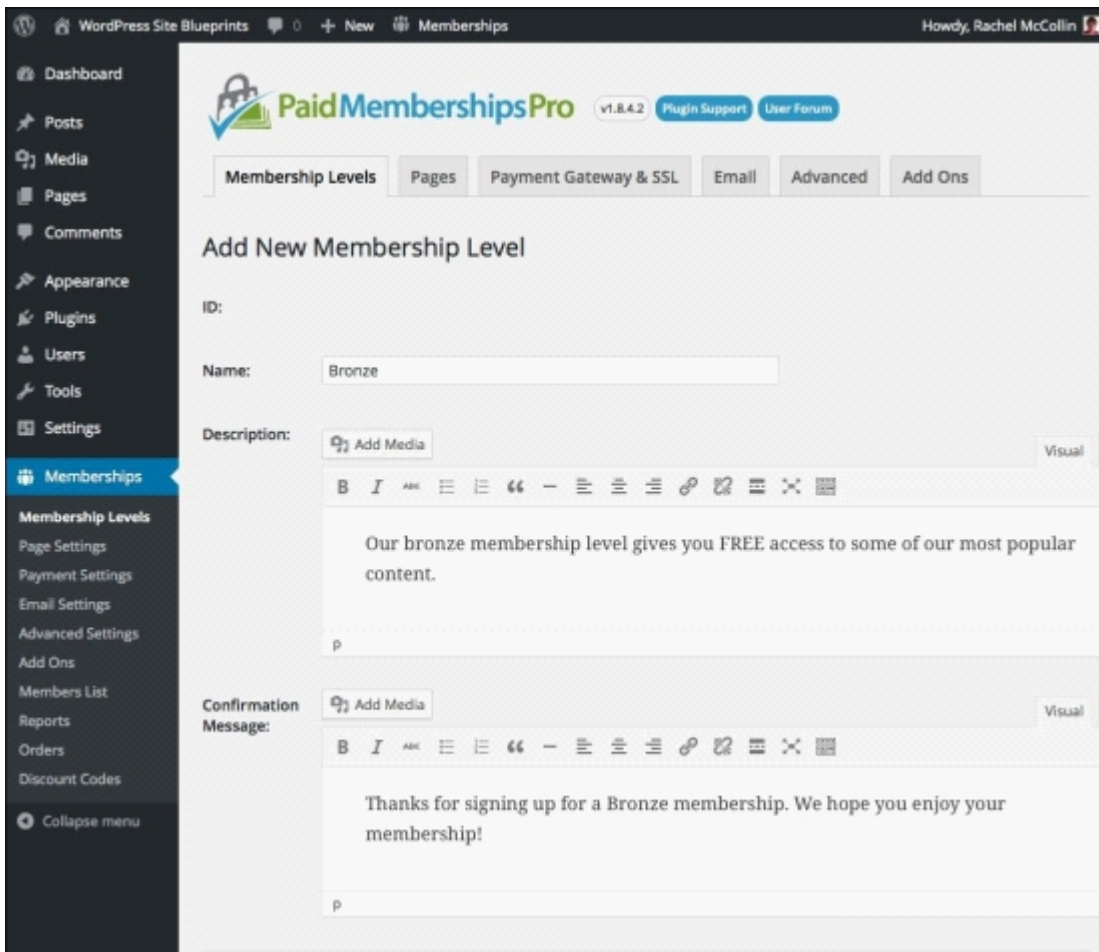 WordPress Site Blueprints 0 + New Memberships Howdy, Rachel McCollin
Dashboard
Posts
Media
Pages
Comments
Appearance
Plugins
Users
Tools
Settings
Memberships
Membership Levels
Page Settings
Payment Settings
Email Settings
Advanced Settings
Add Ons
Members List
Reports
Orders
Discount Codes
Collapse menu
PaidMembershipsPro v1.8.4.2 Plugin Support User Forum
Membership Levels Pages Payment Gateway & SSL Email Advanced Add Ons
Add New Membership Level
ID:
Name: Bronze
Description: Add Media
Visual
B I ABC
Our bronze membership level gives you FREE access to some of our most popular
content.
p
Confirmation Add Media
Message: Visual
B I ABC
Thanks for signing up for a Bronze membership. We hope you enjoy your
membership!
p